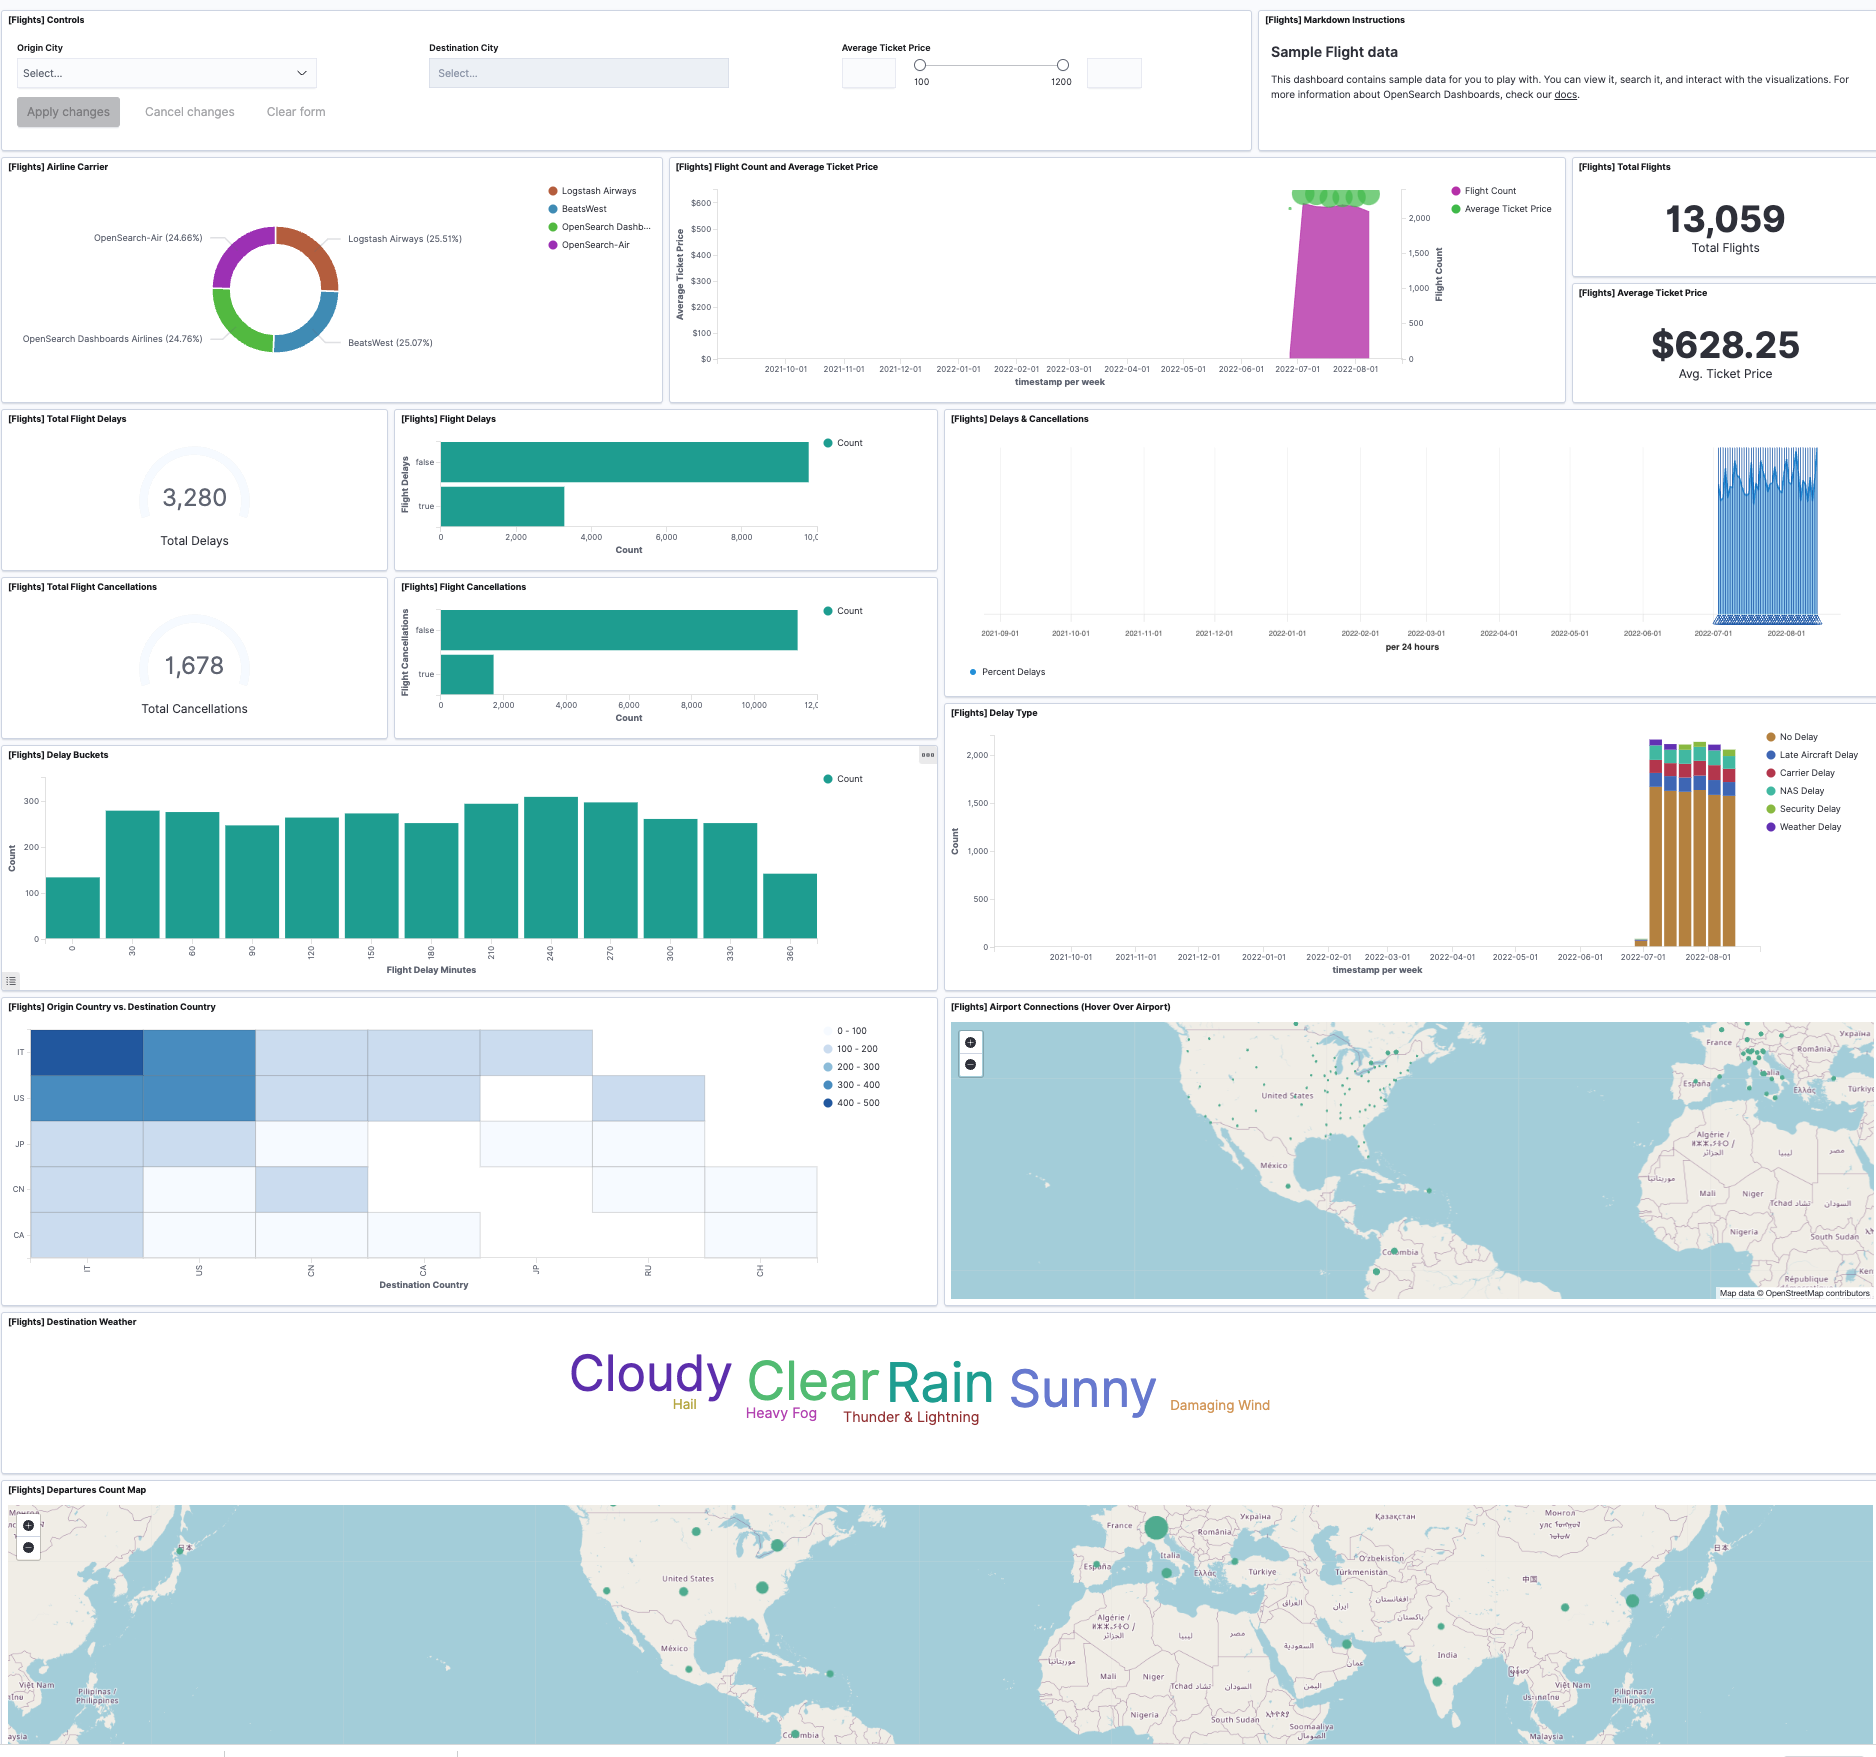 [Flights] Controls
Origin City
Select...
Destination City
Select...
Average Ticket Price
100
1200
Apply changes
Cancel changes
Clear form
[Flights] Markdown Instructions
Sample Flight data
This dashboard contains sample data for you to play with. You can view it, search it, and interact with the visualizations. For
more information about OpenSearch Dashboards, check our docs.
[Flights] Airline Carrier
OpenSearch-Air (24.66%)
Logstash Airways (25.51%)
OpenSearch Dashboards Airlines (24.76%)
BeatsWest (25.07%)
Logstash Airways
BeatsWest
OpenSearch Dashb...
OpenSearch-Air
[Flights] Flight Count and Average Ticket Price
Average Ticket Price
$600
$500
$400
$300
$200
$100
$0
2021-10-01 2021-11-01 2021-12-01 2022-01-01 2022-02-01 2022-03-01 2022-04-01 2022-05-01 2022-06-01 2022-07-01 2022-08-01
timestamp per week
2,000
1,500
1,000
500
0
Flight Count
Flight Count
Average Ticket Price
[Flights] Total Flights
13,059
Total Flights
[Flights] Average Ticket Price
$628.25
Avg. Ticket Price
[Flights] Total Flight Delays
3,280
Total Delays
[Flights] Flight Delays
Flight Delays
false
true
0 2,000 4,000 6,000 8,000 10,0
Count
Count
[Flights] Delays & Cancellations
2021-09-01 2021-10-01 2021-11-01 2021-12-01 2022-01-01 2022-02-01 2022-03-01 2022-04-01 2022-05-01 2022-06-01 2022-07-01 2022-08-01
per 24 hours
Percent Delays
[Flights] Total Flight Cancellations
1,678
Total Cancellations
[Flights] Flight Cancellations
Flight Cancellations
false
true
0 2,000 4,000 6,000 8,000 10,000 12,0
Count
Count
[Flights] Delay Buckets
Count
300
200
100
0
0 30 60 90 120 150 180 210 240 270 300 330 360
Flight Delay Minutes
Count
[Flights] Delay Type
Count
2,000
1,500
1,000
500
0
2021-10-01 2021-11-01 2021-12-01 2022-01-01 2022-02-01 2022-03-01 2022-04-01 2022-05-01 2022-06-01 2022-07-01 2022-08-01
timestamp per week
No Delay
Late Aircraft Delay
Carrier Delay
NAS Delay
Security Delay
Weather Delay
[Flights] Origin Country vs. Destination Country
IT
US
JP
CN
CA
IT US CN CA JP RU CH
Destination Country
0 - 100
100 - 200
200 - 300
300 - 400
400 - 500
[Flights] Airport Connections (Hover Over Airport)
United States
México
Colombia
France
Україна
România
España
Italia
Ελλάς
Türkiye
Algérie /
الجزائر
ليبيا
مصر
موريتانيا
Mali
Niger
Tchad تشاد
السودان
Nigeria
South Sudan
République
Ken
Map data © OpenStreetMap contributors
[Flights] Destination Weather
Cloudy Clear Rain Sunny
Hail Heavy Fog Thunder & Lightning Damaging Wind
[Flights] Departures Count Map
日本
Việt Nam
Pilipinas /
Philippines
aysia
United States
México
Colombia
France
Україна
România
España
Italia
Ελλάς
Türkiye
Қазақстан
Oʻzbekiston
Türkmenistan
Монгол
улс
中国
日本
Algérie /
الجزائر
ليبيا
مصر
العراق
ایران
افغانستان
پاکستان
السعودية
عمان
اليمن
موريتانيا
Mali
Niger
Tchad تشاد
السودان
Nigeria
South Sudan
Soomaaliya
الصومال
India
Việt Nam
Pilipinas /
Philippines
Malaysia